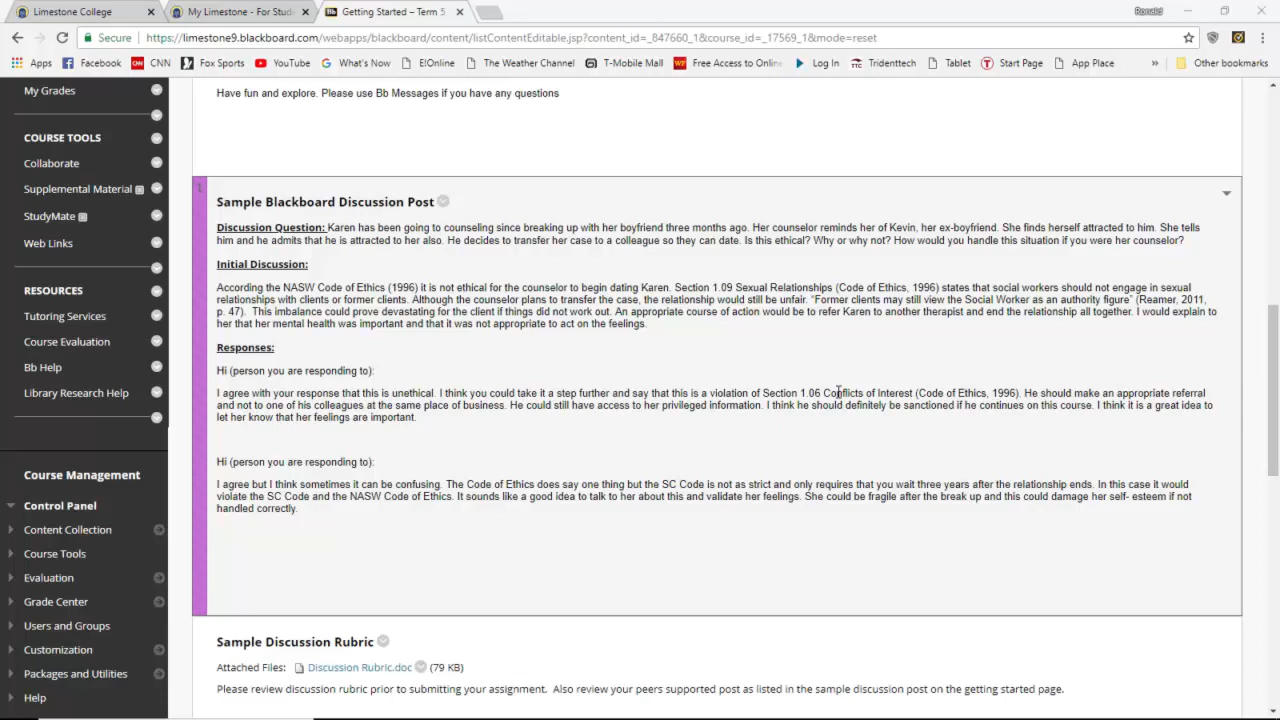 Limestone College
My Limestone - For Stud
Getting Started – Term 5
Ronald
Secure
https://limestone9.blackboard.com/webapps/blackboard/content/listContentEditable.jsp?content_id=_847660_1&course_id=_17569_1&mode=reset
Apps Facebook CNN Fox Sports YouTube What's Now EIOnline The Weather Channel T-Mobile Mall Free Access to Online Log In Tridenttech Tablet Start Page App Place » Other bookmarks
My Grades
COURSE TOOLS
Collaborate
Supplemental Material
StudyMate
Web Links
RESOURCES
Tutoring Services
Course Evaluation
Bb Help
Library Research Help
Course Management
Control Panel
Content Collection
Course Tools
Evaluation
Grade Center
Users and Groups
Customization
Packages and Utilities
Help
Have fun and explore. Please use Bb Messages if you have any questions
Sample Blackboard Discussion Post
Discussion Question: Karen has been going to counseling since breaking up with her boyfriend three months ago. Her counselor reminds her of Kevin, her ex-boyfriend. She finds herself attracted to him. She tells
him and he admits that he is attracted to her also. He decides to transfer her case to a colleague so they can date. Is this ethical? Why or why not? How would you handle this situation if you were her counselor?
Initial Discussion:
According the NASW Code of Ethics (1996) it is not ethical for the counselor to begin dating Karen. Section 1.09 Sexual Relationships (Code of Ethics, 1996) states that social workers should not engage in sexual
relationships with clients or former clients. Although the counselor plans to transfer the case, the relationship would still be unfair. “Former clients may still view the Social Worker as an authority figure” (Reamer, 2011,
p. 47). This imbalance could prove devastating for the client if things did not work out. An appropriate course of action would be to refer Karen to another therapist and end the relationship all together. I would explain to
her that her mental health was important and that it was not appropriate to act on the feelings.
Responses:
Hi (person you are responding to):
I agree with your response that this is unethical. I think you could take it a step further and say that this is a violation of Section 1.06 Conflicts of Interest (Code of Ethics, 1996). He should make an appropriate referral
and not to one of his colleagues at the same place of business. He could still have access to her privileged information. I think he should definitely be sanctioned if he continues on this course. I think it is a great idea to
let her know that her feelings are important.
Hi (person you are responding to):
I agree but I think sometimes it can be confusing. The Code of Ethics does say one thing but the SC Code is not as strict and only requires that you wait three years after the relationship ends. In this case it would
violate the SC Code and the NASW Code of Ethics. It sounds like a good idea to talk to her about this and validate her feelings. She could be fragile after the break up and this could damage her self- esteem if not
handled correctly.
Sample Discussion Rubric
Attached Files: Discussion Rubric.doc (79 KB)
Please review discussion rubric prior to submitting your assignment. Also review your peers supported post as listed in the sample discussion post on the getting started page.